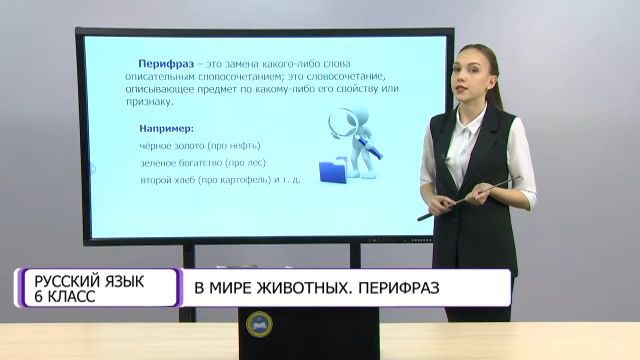 Перифраз – это замена какого-либо слова
описательным словосочетанием; это словосочетание,
описывающее предмет по какому-либо его свойству или
признаку.
Например:
чёрное золото (про нефть)
зелёное богатство (про лес)
второй хлеб (про картофель) и т. д.
РУССКИЙ ЯЗЫК
6 КЛАСС
В МИРЕ ЖИВОТНЫХ. ПЕРИФРАЗ